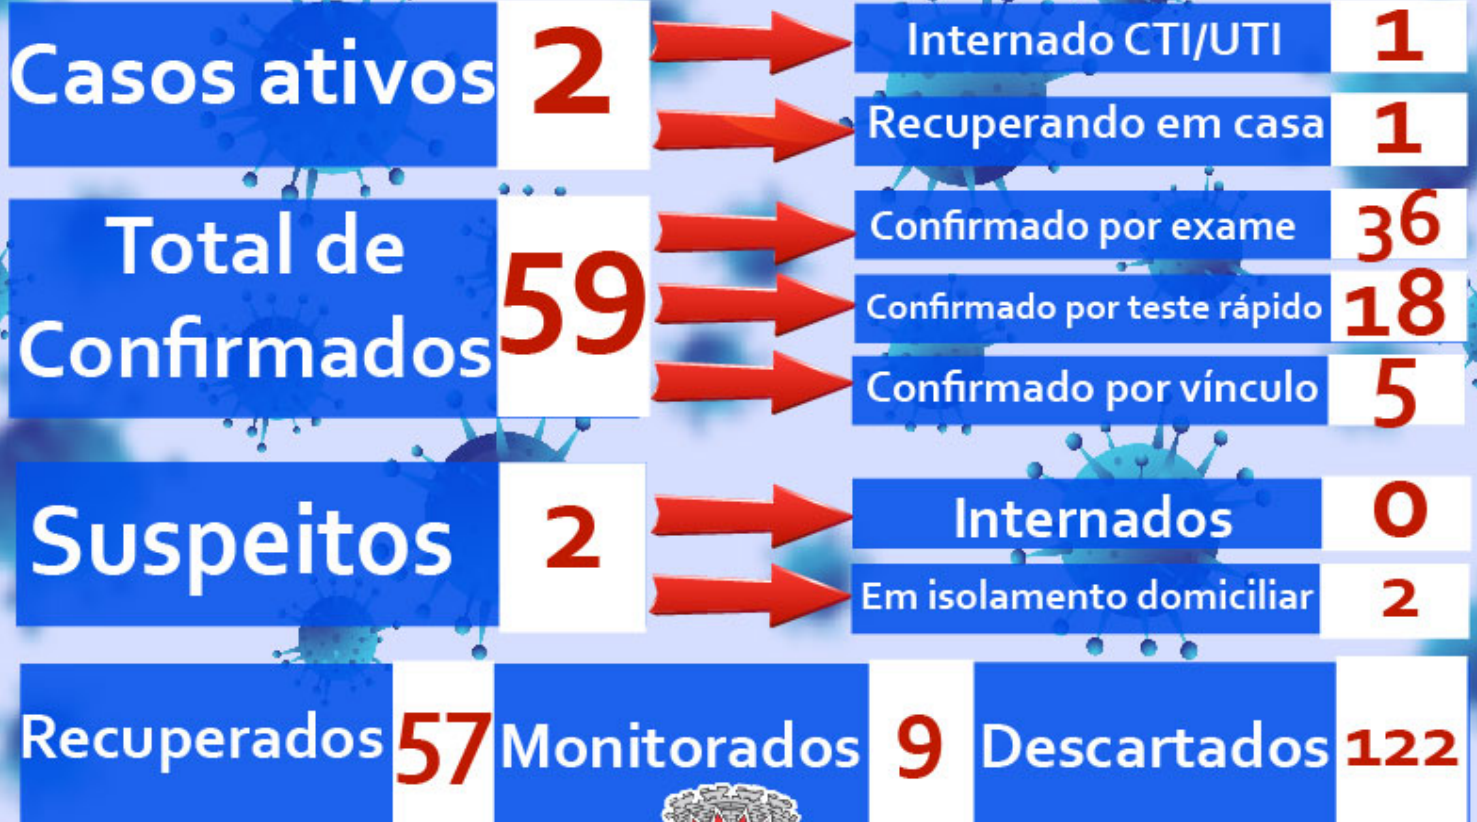 Casos ativos 2
Internado CTI/UTI 1
Recuperando em casa 1
Total de
Confirmados 59
Confirmado por exame 36
Confirmado por teste rápido 18
Confirmado por vínculo 5
Suspeitos 2
Internados 0
Em isolamento domiciliar 2
Recuperados 57 Monitorados 9 Descartados 122